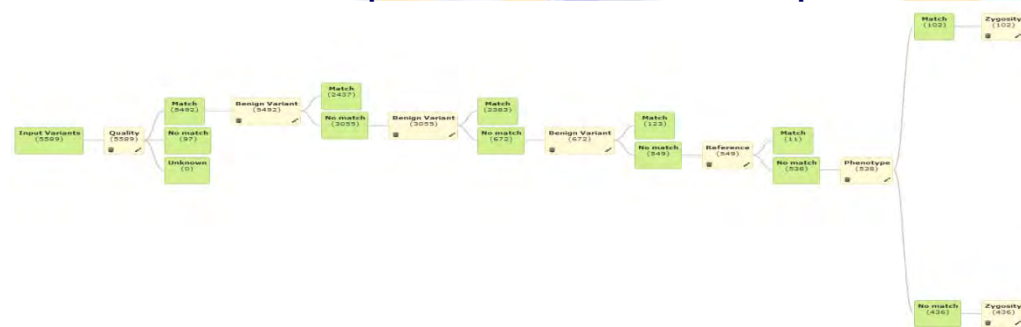 Input Variants
(5589)
Quality
(5589)
Match
(5492)
No match
(97)
Unknown
(0)
Benign Variant
(5492)
Match
(2437)
No match
(3055)
Benign Variant
(3055)
Match
(2383)
No match
(672)
Benign Variant
(672)
Match
(123)
No match
(549)
Reference
(549)
Match
(11)
No match
(538)
Phenotype
(538)
Match
(102)
Zygosity
(102)
No match
(436)
Zygosity
(436)